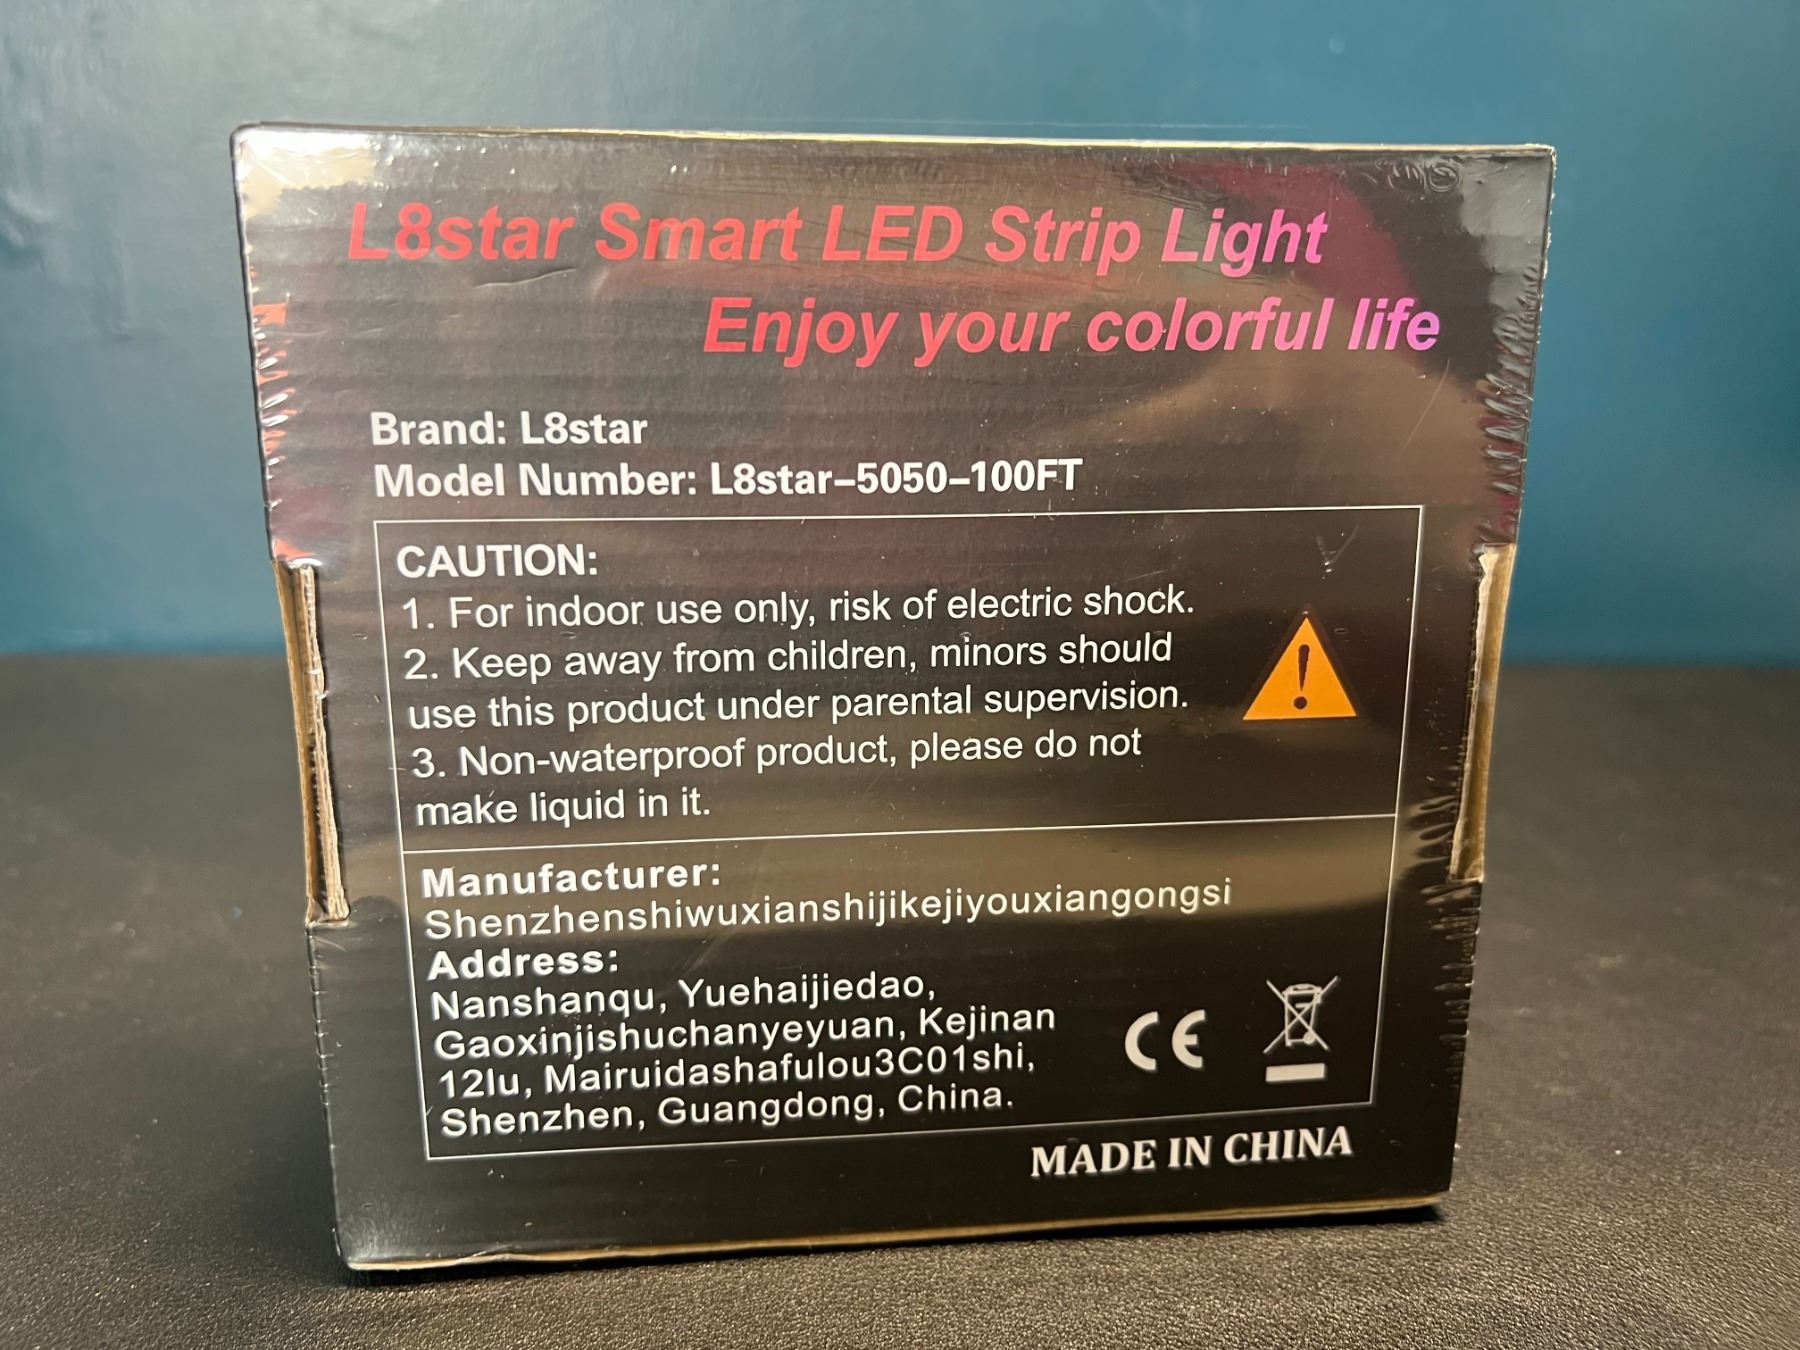 L8star Smart LED Strip Light
Enjoy your colorful life
Brand: L8star
Model Number: L8star-5050-100FT
CAUTION:
1. For indoor use only, risk of electric shock.
2. Keep away from children, minors should
use this product under parental supervision.
3. Non-waterproof product, please do not
make liquid in it.
Manufacturer:
Shenzhenshiwuxianshijikejiyouxiangongsi
Address:
Nanshanqu, Yuehaijiedao,
Gaoxinjishuchanyeyuan, Kejinan
12lu, Mairuidashafulou3C01shi,
Shenzhen, Guangdong, China.
CE
MADE IN CHINA